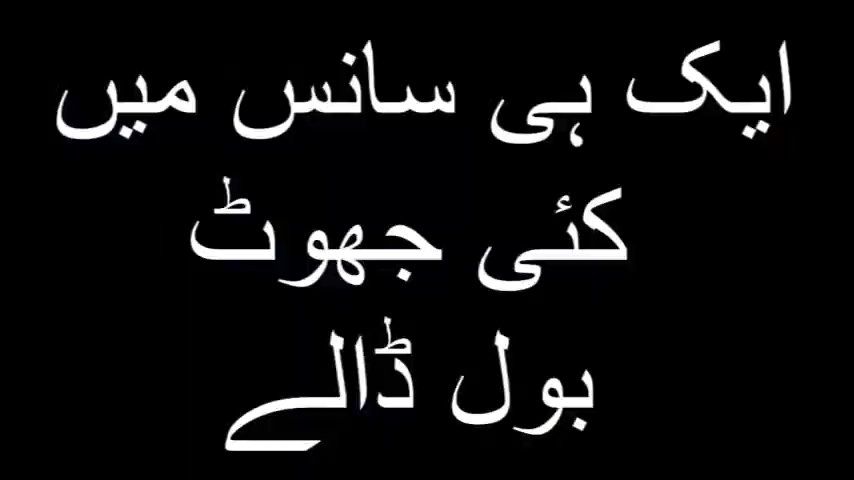 ایک ہی سانس میں
کئی جھوٹ
بول ڈالے